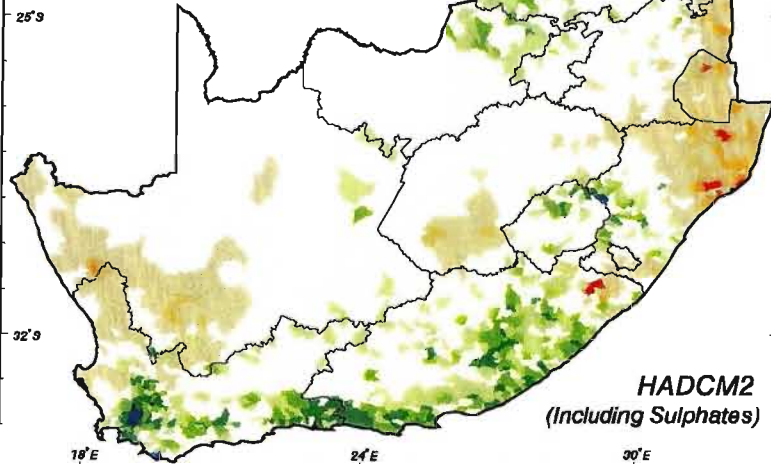 25°S
32°S
HADCM2
(Including Sulphates)
18°E 24°E 30°E